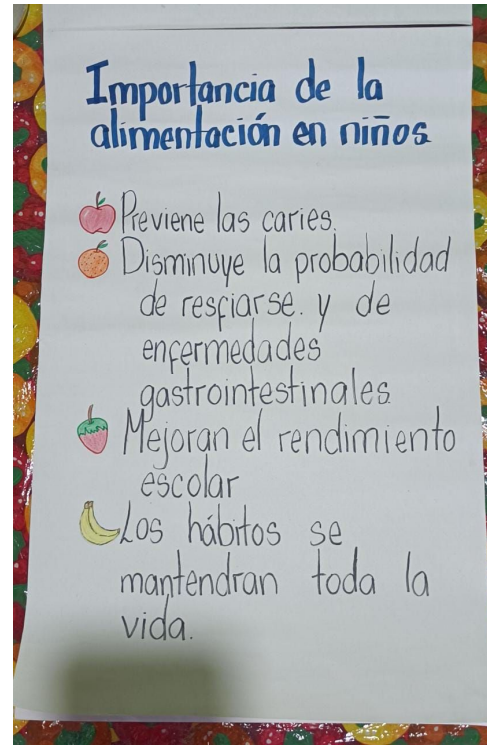 Importancia de la
alimentación en niños
Previene las caries.
Disminuye la probabilidad
de resfiarse. y de
enfermedades
gastrointestinales.
Mejoran el rendimiento
escolar
Los hábitos se
mantendran toda la
vida.